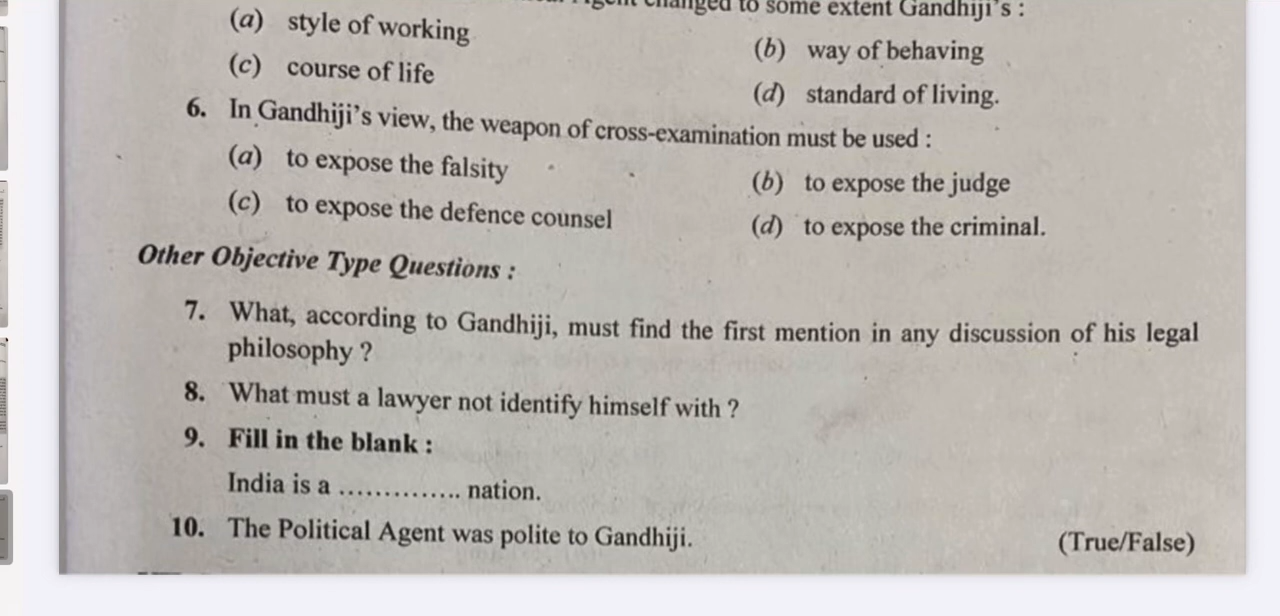 changed to some extent Gandhiji's :
(a) style of working
(b) way of behaving
(c) course of life
(d) standard of living.
6. In Gandhiji's view, the weapon of cross-examination must be used :
(a) to expose the falsity
(b) to expose the judge
(c) to expose the defence counsel
(d) to expose the criminal.
Other Objective Type Questions :
7. What, according to Gandhiji, must find the first mention in any discussion of his legal
philosophy ?
8. What must a lawyer not identify himself with ?
9. Fill in the blank :
India is a .............. nation.
10. The Political Agent was polite to Gandhiji. (True/False)